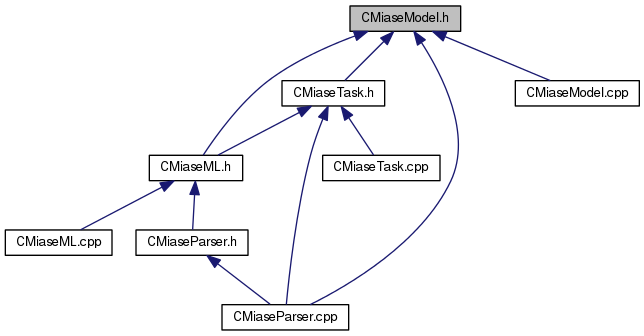 CMiaseModel.h
CMiaseTask.h
CMiaseModel.cpp
CMiaseML.h
CMiaseTask.cpp
CMiaseML.cpp
CMiaseParser.h
CMiaseParser.cpp